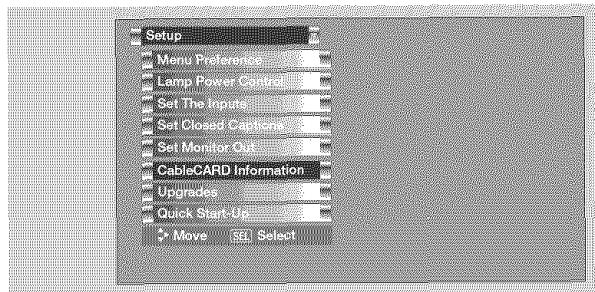 Setup
Menu Preference
Lamp Power Control
Set The Inputs
Set Closed Captions
Set Monitor Out
CableCARD Information
Upgrades
Quick Start-Up
Move SEL Select